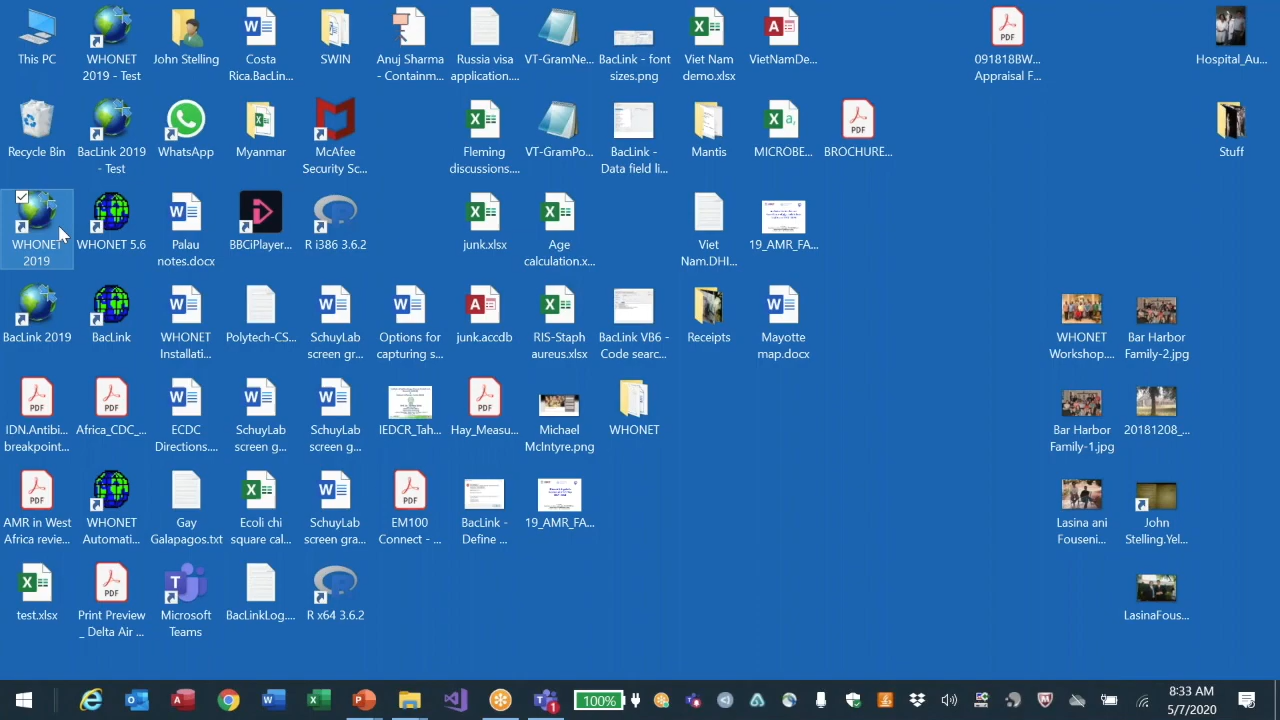 This PC
WHONET
2019 - Test
John Stelling
Costa
Rica.BacLin...
SWIN
Anuj Sharma
- Containm...
Russia visa
application....
VT-GramNe...
BacLink - font
sizes.png
Viet Nam
demo.xlsx
VietNamDe...
091818BW...
Appraisal F...
Hospital_Au...
Recycle Bin
BacLink 2019
- Test
WhatsApp
Myanmar
McAfee
Security Sc...
Fleming
discussions....
VT-GramPo...
BacLink -
Data field li...
Mantis
MICROBE...
BROCHURE...
Stuff
WHONET
2019
WHONET 5.6
Palau
notes.docx
BBCiPlayer...
R i386 3.6.2
junk.xlsx
Age
calculation.x...
Viet
Nam.DHI...
19_AMR_FA...
BacLink 2019
BacLink
WHONET
Installati...
Polytech-CS...
SchuyLab
screen gr...
Options for
capturing s...
junk.accdb
RIS-Staph
aureus.xlsx
BacLink VB6 -
Code searc...
Receipts
Mayotte
map.docx
WHONET
Workshop....
Bar Harbor
Family-2.jpg
IDN.Antibi...
breakpoint...
Africa_CDC_...
ECDC
Directions....
SchuyLab
screen g...
SchuyLab
screen g...
IEDCR_Tah...
Hay_Measu...
Michael
McIntyre.png
WHONET
Bar Harbor
Family-1.jpg
20181208_...
AMR in West
Africa revie...
WHONET
Automati...
Gay
Galapagos.txt
Ecoli chi
square cal...
SchuyLab
screen gra...
EM100
Connect - ...
BacLink -
Define ...
19_AMR_FA...
Lasina ani
Fouseni...
John
Stelling.Yel...
test.xlsx
Print Preview
_ Delta Air ...
Microsoft
Teams
BacLinkLog....
R x64 3.6.2
LasinaFous...
100%
8:33 AM
5/7/2020